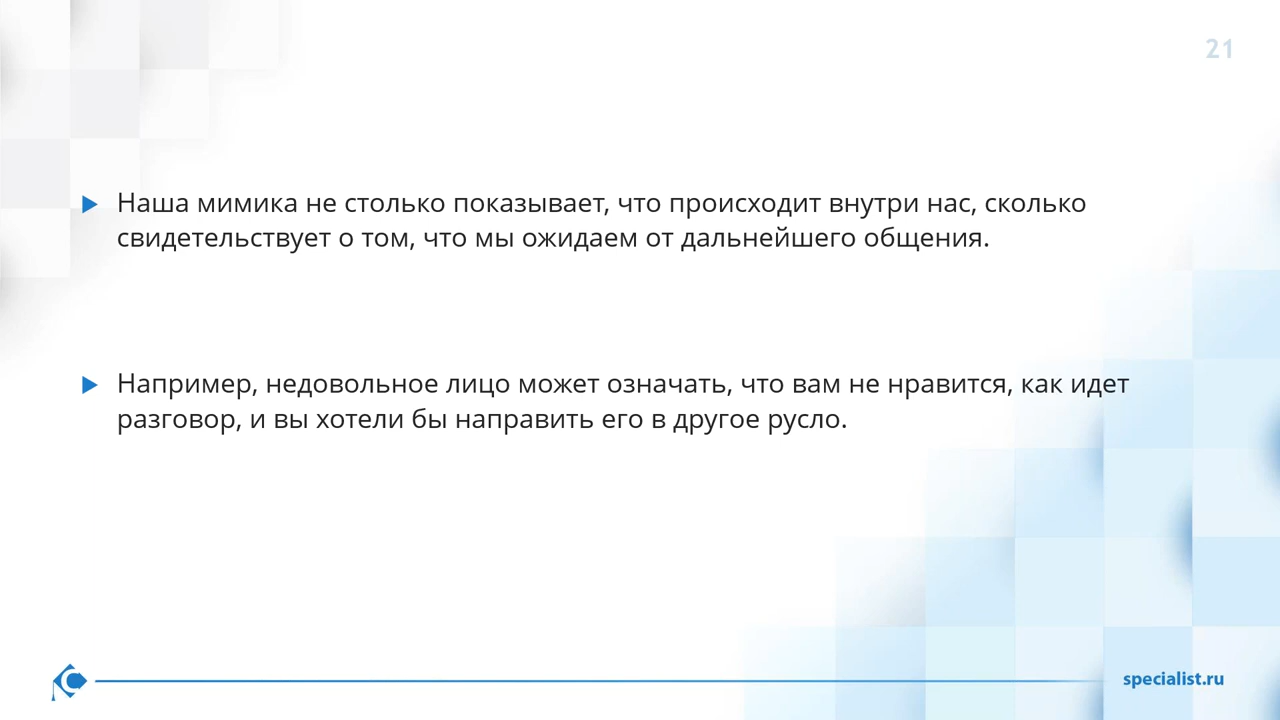 21
Наша мимика не столько показывает, что происходит внутри нас, сколько
свидетельствует о том, что мы ожидаем от дальнейшего общения.
Например, недовольное лицо может означать, что вам не нравится, как идет
разговор, и вы хотели бы направить его в другое русло.
specialist.ru